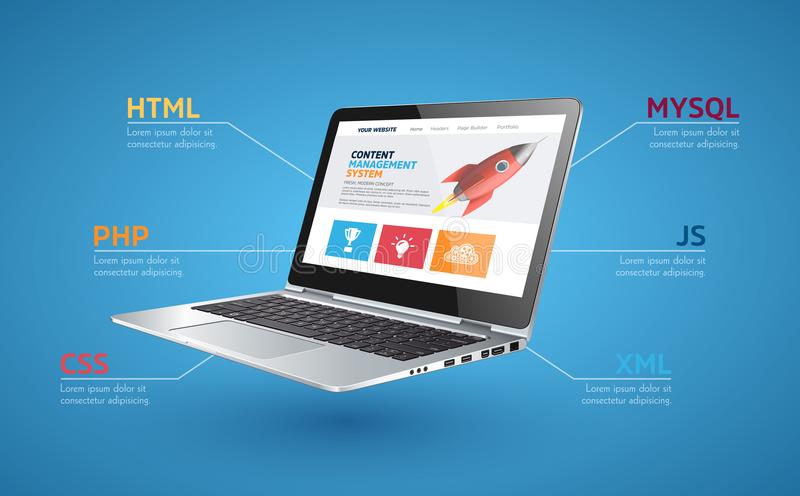 HTML
Lorem ipsum dolor sit
consectetur adipisicing.
MYSQL
Lorem ipsum dolor sit
consectetur adipisicing.
YOUR WEBSITE Home Headers Page Builder Portfolio
CONTENT
MANAGEMENT
SYSTEM
FRESH, MODERN CONCEPT
PHP
Lorem ipsum dolor sit
consectetur adipisicing.
JS
Lorem ipsum dolor sit
consectetur adipisicing.
CSS
Lorem ipsum dolor sit
consectetur adipisicing.
XML
Lorem ipsum dolor sit
consectetur adipisicing.
dreamstime